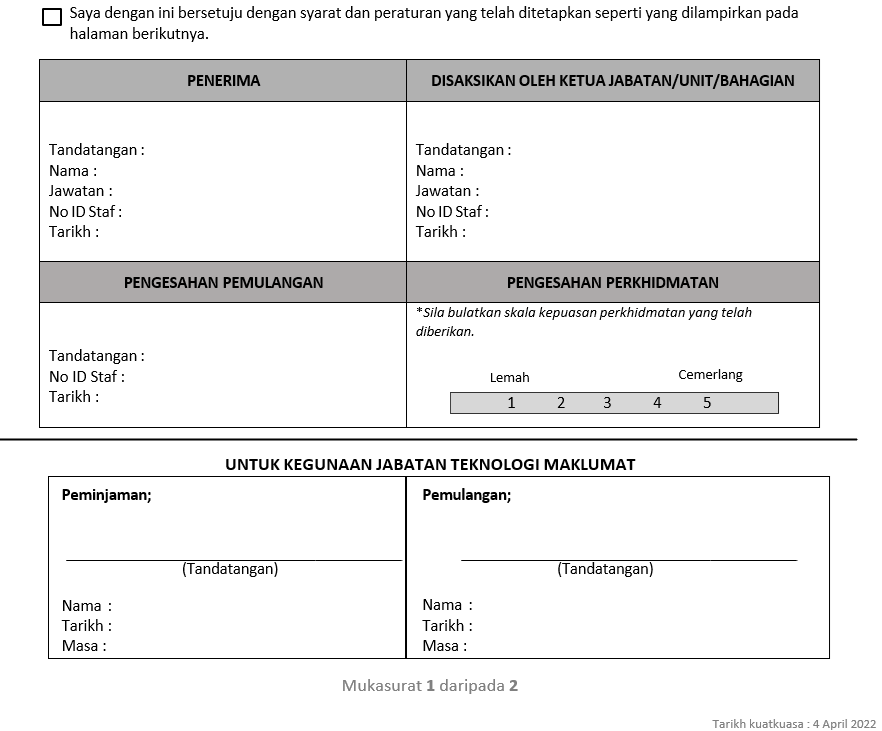 Saya dengan ini bersetuju dengan syarat dan peraturan yang telah ditetapkan seperti yang dilampirkan pada
halaman berikutnya.
PENERIMA
DISAKSIKAN OLEH KETUA JABATAN/UNIT/BAHAGIAN
Tandatangan :
Nama :
Jawatan :
No ID Staf :
Tarikh :
Tandatangan :
Nama :
Jawatan :
No ID Staf :
Tarikh :
PENGESAHAN PEMULANGAN
PENGESAHAN PERKHIDMATAN
Tandatangan :
No ID Staf :
Tarikh :
*Sila bulatkan skala kepuasan perkhidmatan yang telah
diberikan.
Lemah Cemerlang
1 2 3 4 5
UNTUK KEGUNAAN JABATAN TEKNOLOGI MAKLUMAT
Peminjaman;
(Tandatangan)
Nama :
Tarikh :
Masa :
Pemulangan;
(Tandatangan)
Nama :
Tarikh :
Masa :
Mukasurat 1 daripada 2
Tarikh kuatkuasa : 4 April 2022